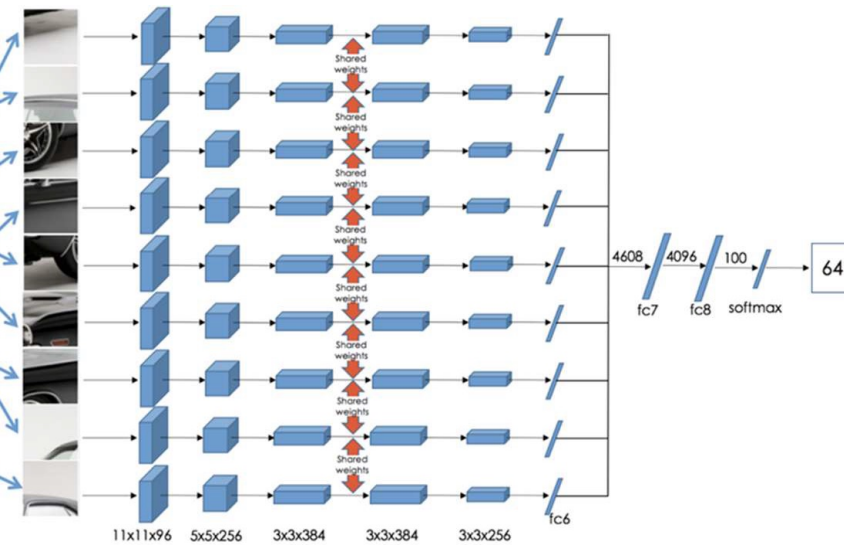 Shared
weights
Shared
weights
Shared
weights
Shared
weights
Shared
weights
Shared
weights
Shared
weights
Shared
weights
4608
4096
100
64
fc7
fc8
softmax
fc6
11x11x96
5x5x256
3x3x384
3x3x384
3x3x256